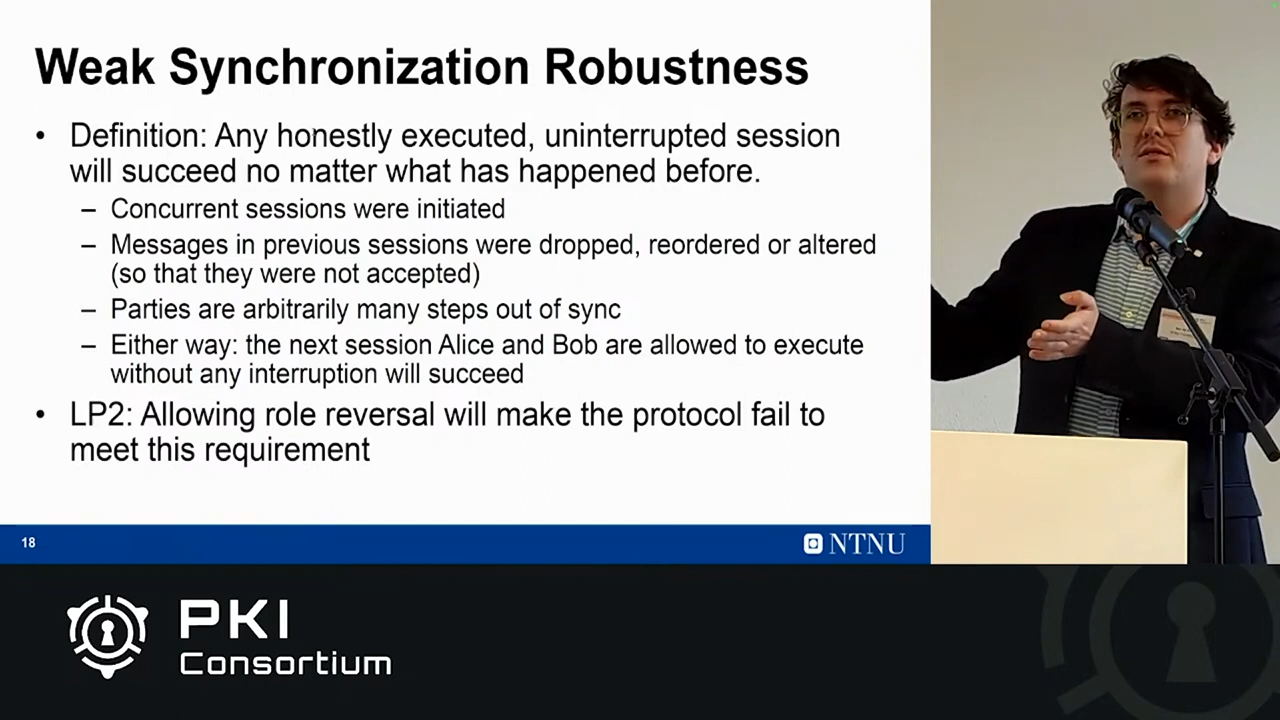 Weak Synchronization Robustness
• Definition: Any honestly executed, uninterrupted session
will succeed no matter what has happened before.
– Concurrent sessions were initiated
– Messages in previous sessions were dropped, reordered or altered
(so that they were not accepted)
– Parties are arbitrarily many steps out of sync
– Either way: the next session Alice and Bob are allowed to execute
without any interruption will succeed
• LP2: Allowing role reversal will make the protocol fail to
meet this requirement
18
NTNU
PKI
Consortium